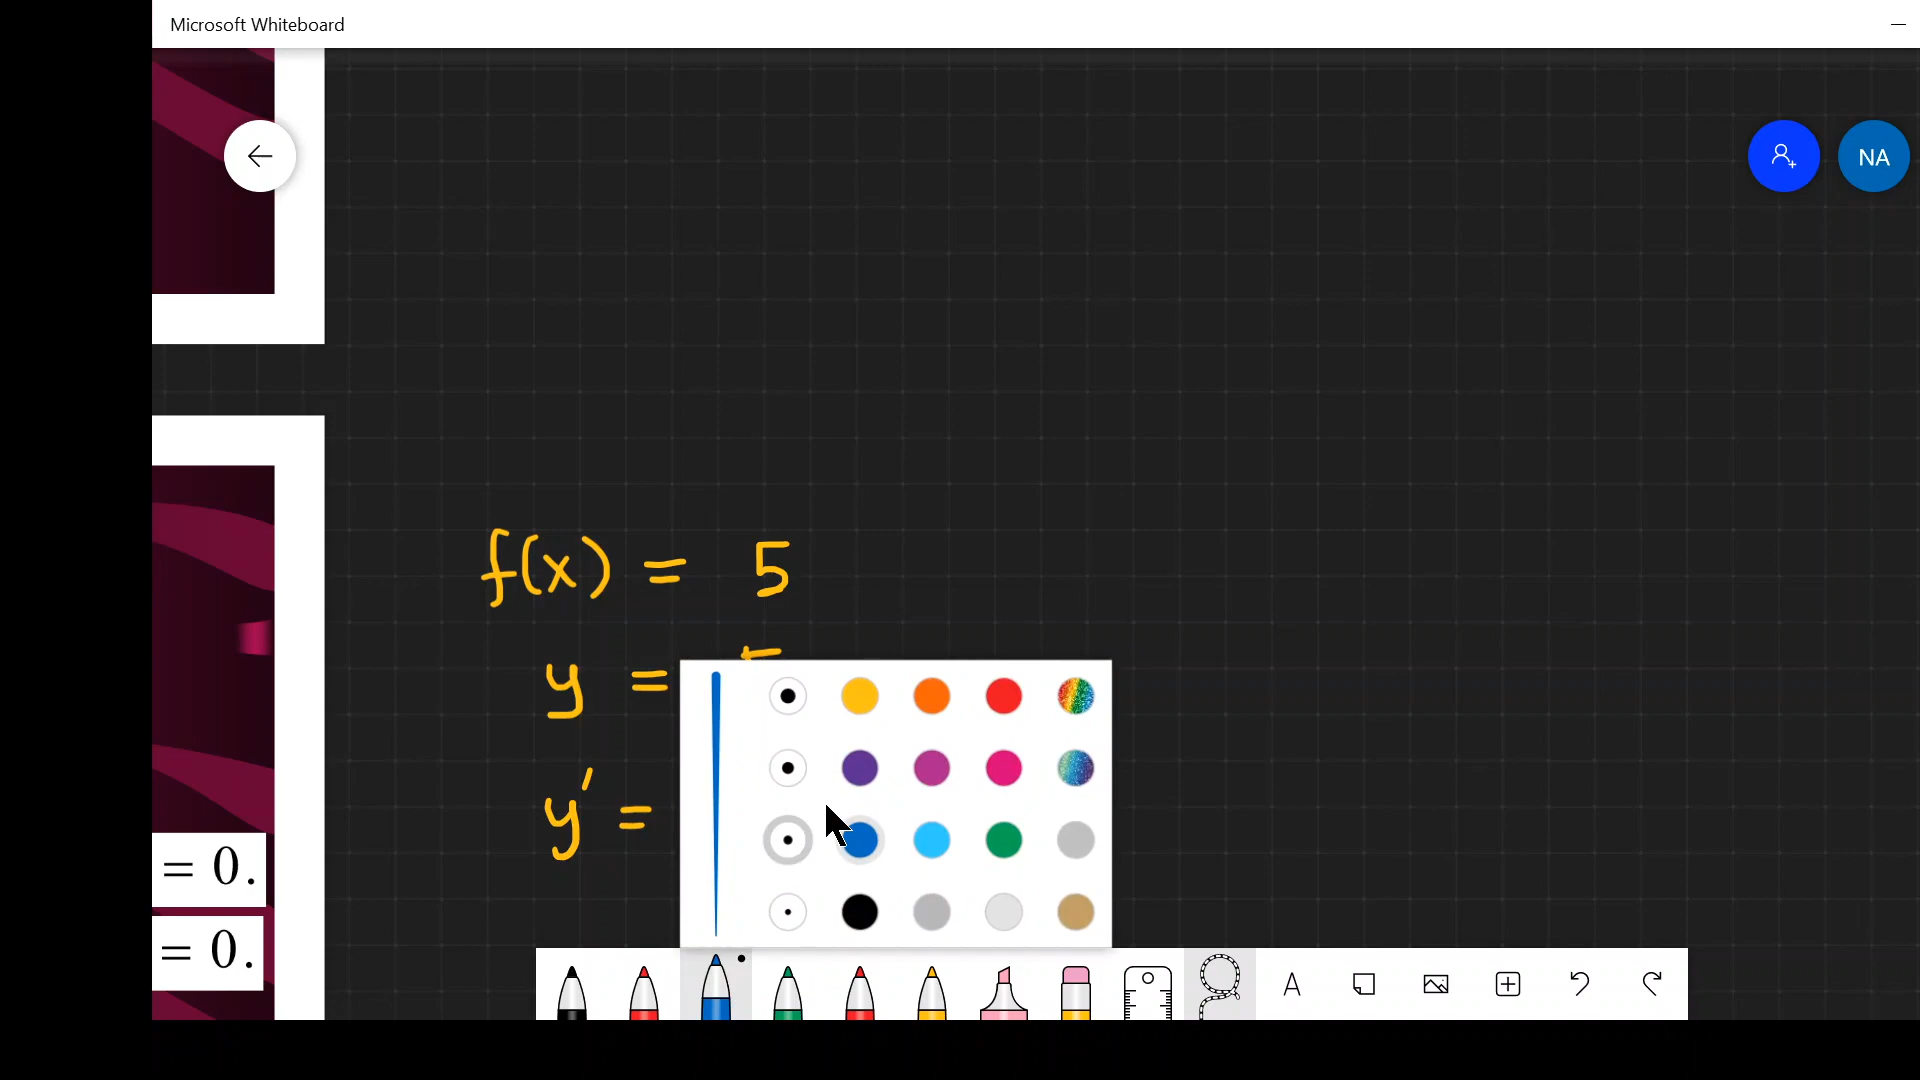 Microsoft Whiteboard
NA
f(x) = 5
y =
y' =
= 0.
= 0.
A